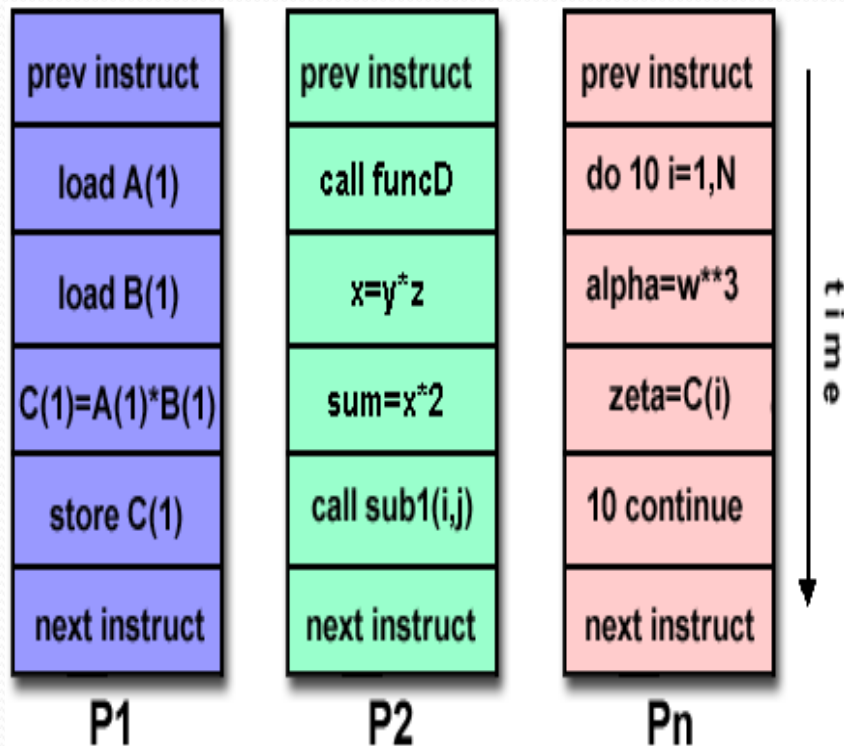 prev instruct
load A(1)
load B(1)
C(1)=A(1)*B(1)
store C(1)
next instruct
P1
prev instruct
call funcD
x=y*z
sum=x*2
call sub1(i,j)
next instruct
P2
prev instruct
do 10 i=1,N
alpha=w**3
zeta=C(i)
10 continue
next instruct
Pn
time